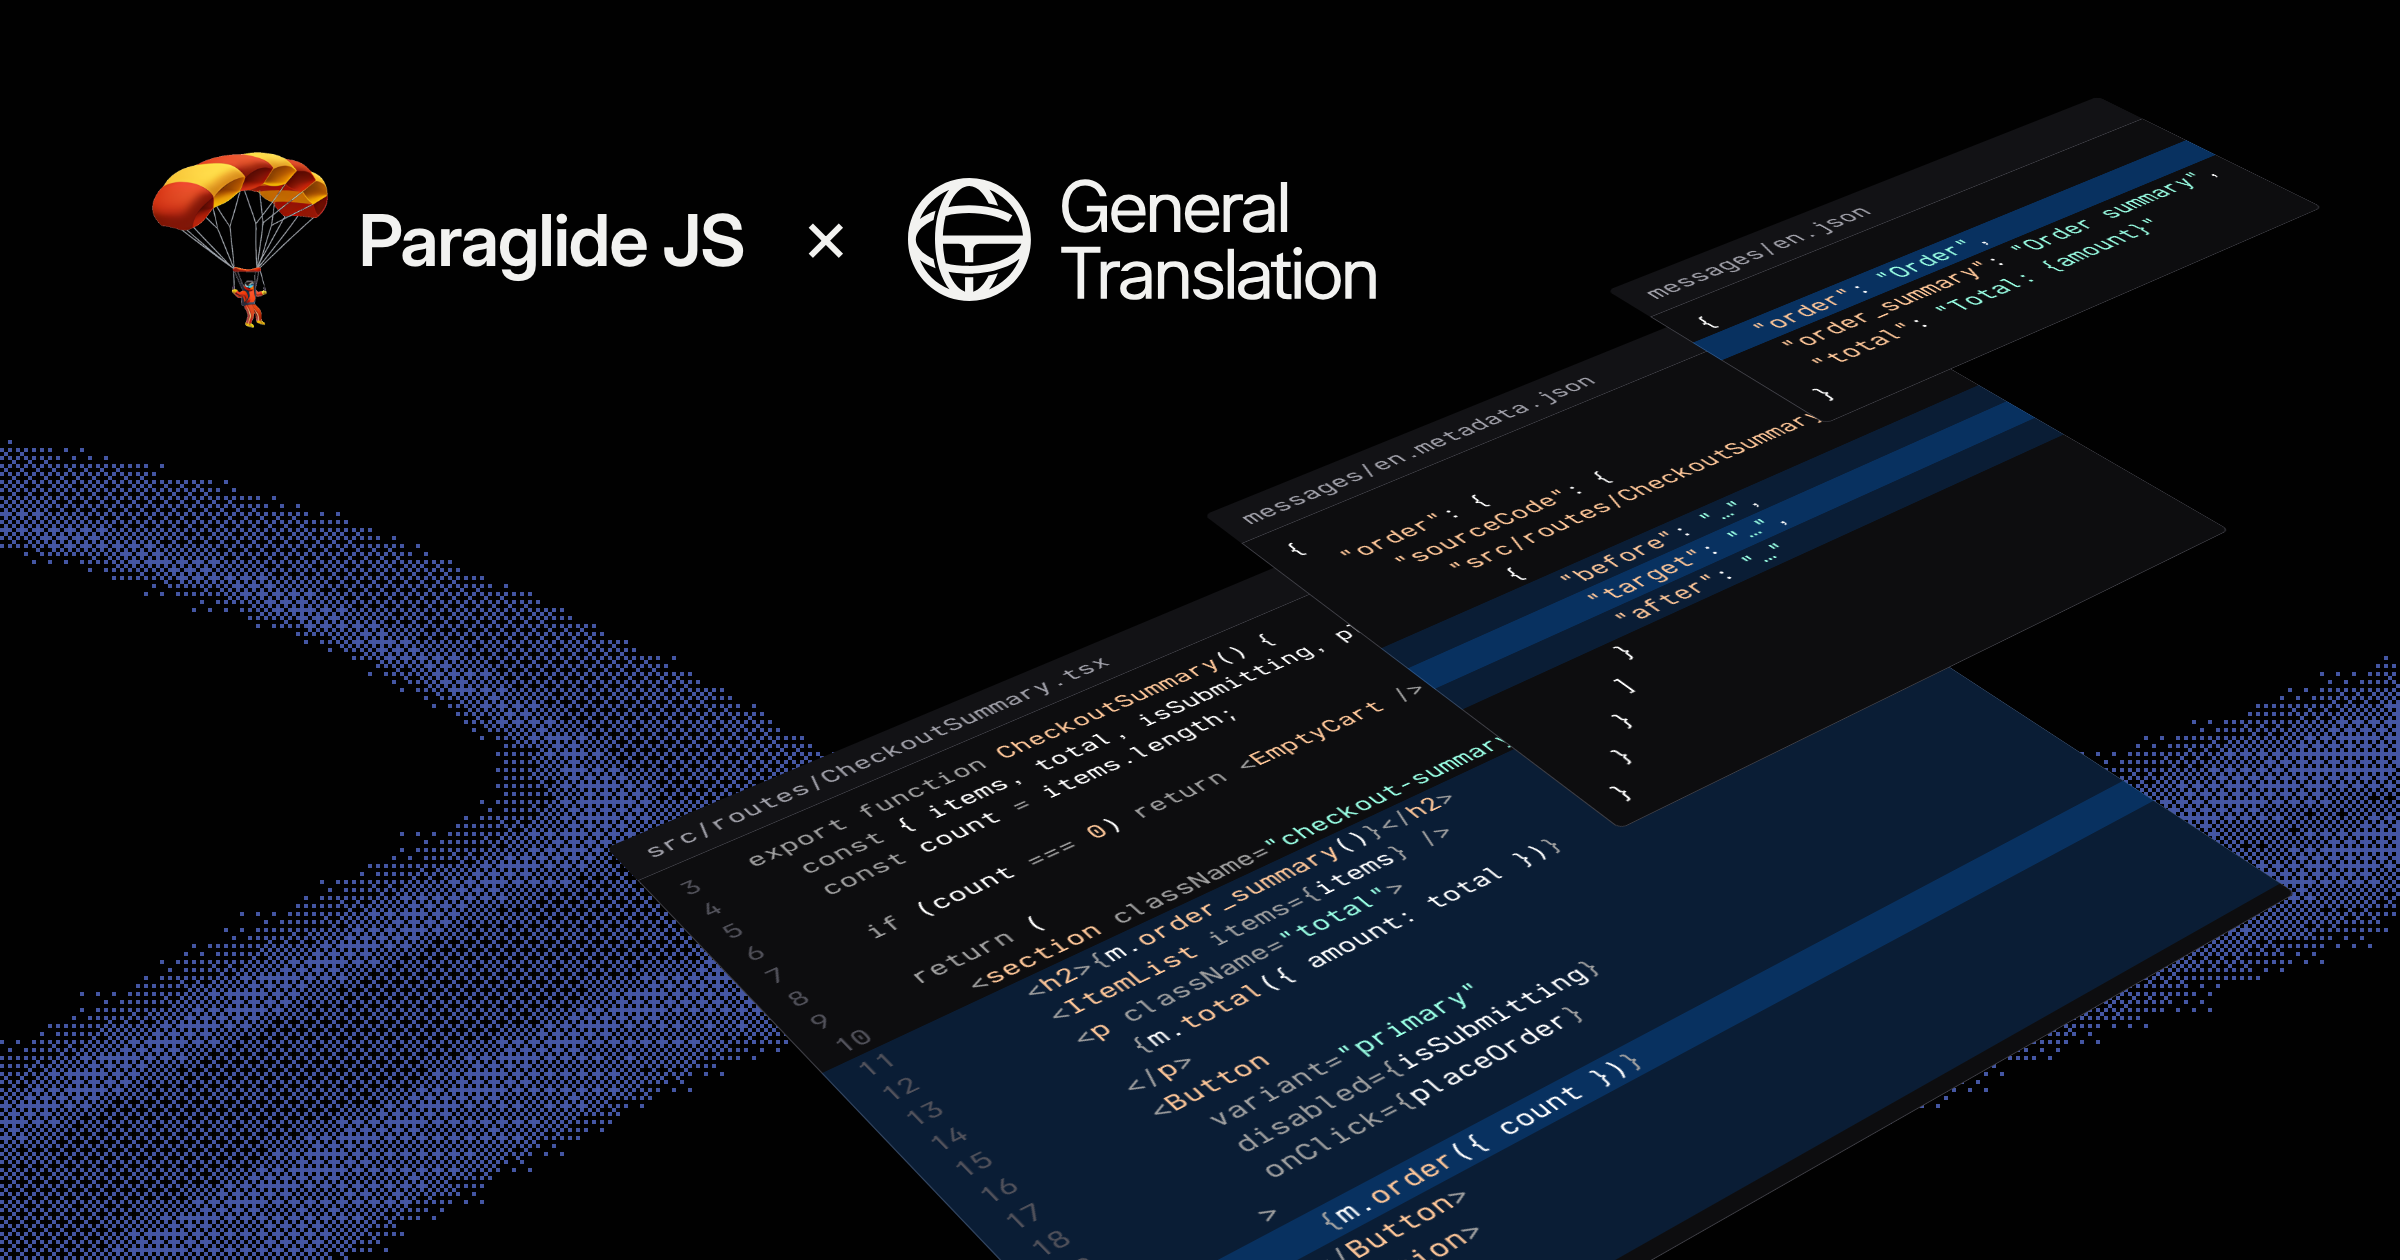 Paraglide JS
×
General
Translation
messages/en.json
{
"order": "Order",
"order_summary": "Order summary",
"total": "Total: {amount}"
}
messages/en.metadata.json
{
"order": {
"sourceCode": {
"src/routes/CheckoutSummary
{
"before": "…",
"target": "…",
"after": "…"
}
]
}
}
}
src/routes/CheckoutSummary.tsx
3 export function CheckoutSummary() {
4 const { items, total, isSubmitting, p
5 const count = items.length;
6
7 if (count === 0) return <EmptyCart />
8
9 return (
10 <section className="checkout-summary
11 <h2>{m.order_summary()}</h2>
12 <ItemList items={items} />
13 <p className="total">
14 {m.total({ amount: total })}
15 </p>
16 <Button
17 variant="primary"
18 disabled={isSubmitting}
onClick={placeOrder}
>
{m.order({ count })}
/Button>
ion>